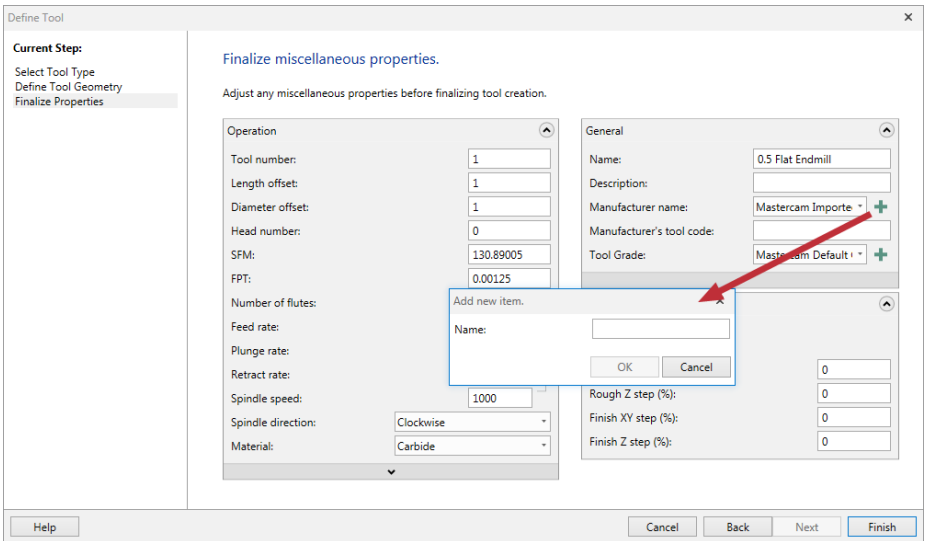 Define Tool
Current Step:
Select Tool Type
Define Tool Geometry
Finalize Properties
Finalize miscellaneous properties.
Adjust any miscellaneous properties before finalizing tool creation.
Operation
Tool number: 1
Length offset: 1
Diameter offset: 1
Head number: 0
SFM: 130.89005
FPT: 0.00125
Number of flutes:
Feed rate:
Plunge rate:
Retract rate:
Spindle speed: 1000
Spindle direction: Clockwise
Material: Carbide
General
Name: 0.5 Flat Endmill
Description:
Manufacturer name: Mastercam Importe
Manufacturer's tool code:
Tool Grade: Mastercam Default
Add new item.
Name:
OK Cancel
0
Rough Z step (%): 0
Finish XY step (%): 0
Finish Z step (%): 0
Help Cancel Back Next Finish